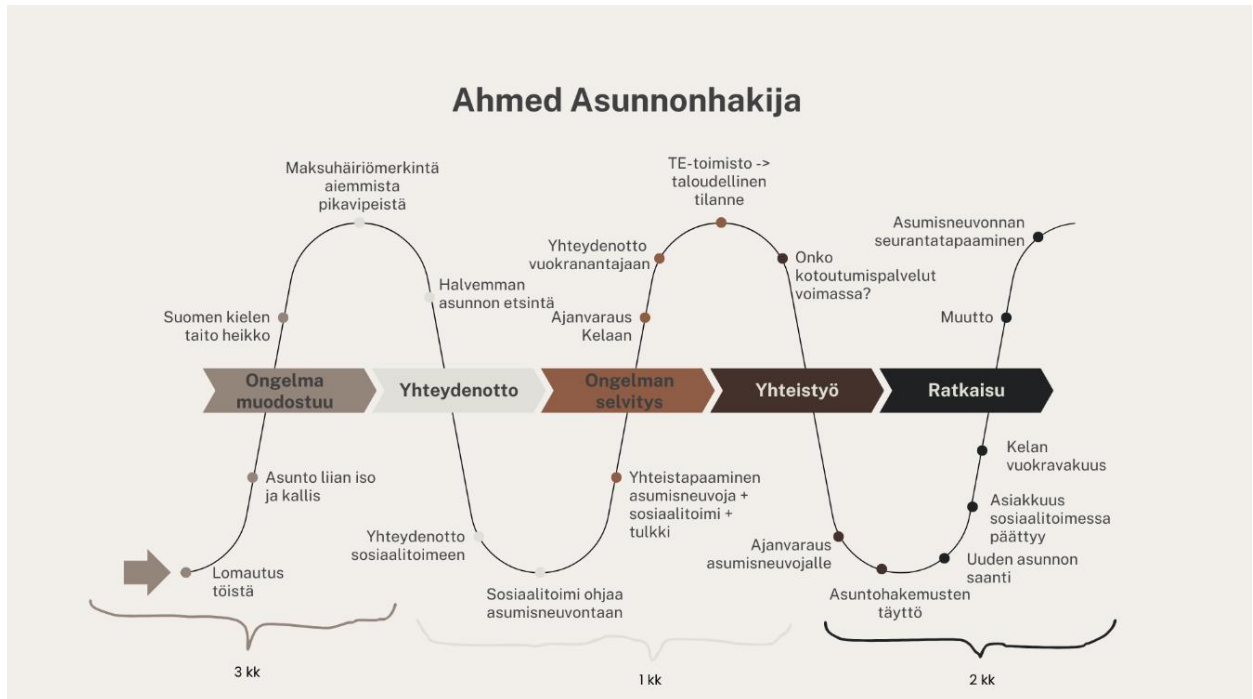 Ahmed Asunnonhakija
Maksuhäiriömerkintä
aiemmista
pikavipeistä
TE-toimisto ->
taloudellinen
tilanne
Asumisneuvonnan
seurantatapaaminen
Yhteydenotto
vuokranantajaan
Onko
kotoutumispalvelut
voimassa?
Halvemman
asunnon etsintä
Suomen kielen
taito heikko
Ajanvaraus
Kelaan
Muutto
Ongelma
muodostuu
Yhteydenotto
Ongelman
selvitys
Yhteistyö
Ratkaisu
Asunto liian iso
ja kallis
Yhteistapaaminen
asumisneuvoja +
sosiaalitoimi +
tulkki
Kelan
vuokravakuus
Asiakkuus
sosiaalitoimessa
päättyy
Yhteydenotto
sosiaalitoimeen
Ajanvaraus
asumisneuvojalle
Uuden asunnon
saanti
Lomautus
töistä
Sosiaalitoimi ohjaa
asumisneuvontaan
Asuntohakemusten
täyttö
3 kk
1 kk
2 kk